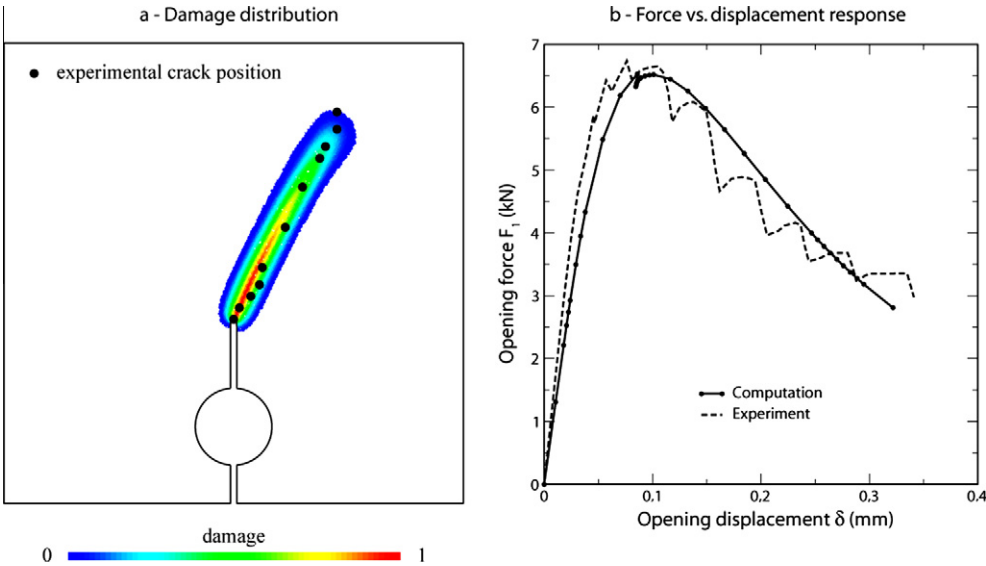 a - Damage distribution
experimental crack position
damage
0 1
b - Force vs. displacement response
7
6
5
4
3
2
1
0
Opening force F1 (kN)
Computation
Experiment
0 0.1 0,2 0.3 0.4
Opening displacement δ (mm)